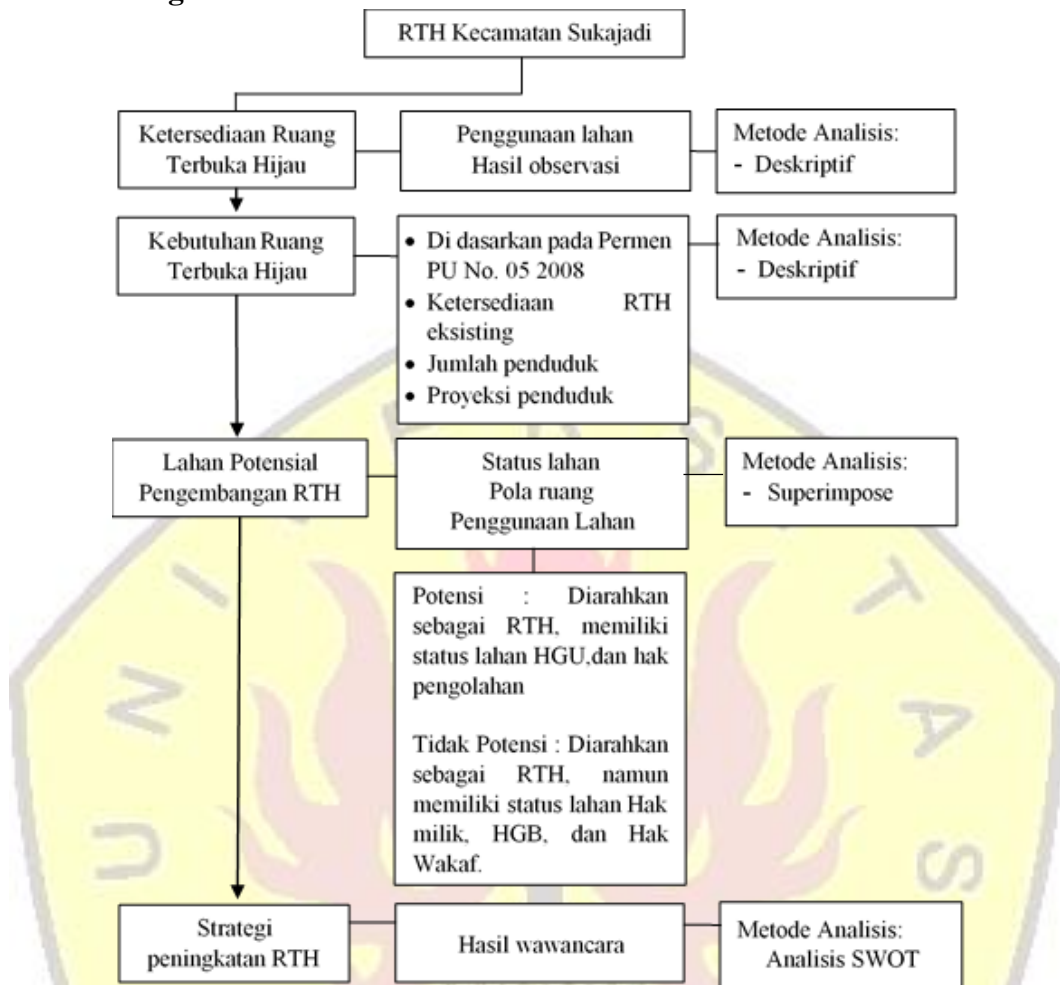 RTH Kecamatan Sukajadi
Ketersediaan Ruang
Terbuka Hijau
Penggunaan lahan
Hasil observasi
Metode Analisis:
- Deskriptif
Kebutuhan Ruang
Terbuka Hijau
• Di dasarkan pada Permen
PU No. 05 2008
• Ketersediaan RTH
eksisting
• Jumlah penduduk
• Proyeksi penduduk
Metode Analisis:
- Deskriptif
Lahan Potensial
Pengembangan RTH
Status lahan
Pola ruang
Penggunaan Lahan
Metode Analisis:
- Superimpose
Potensi : Diarahkan
sebagai RTH, memiliki
status lahan HGU,dan hak
pengolahan
Tidak Potensi : Diarahkan
sebagai RTH, namun
memiliki status lahan Hak
milik, HGB, dan Hak
Wakaf.
Strategi
peningkatan RTH
Hasil wawancara
Metode Analisis:
Analisis SWOT